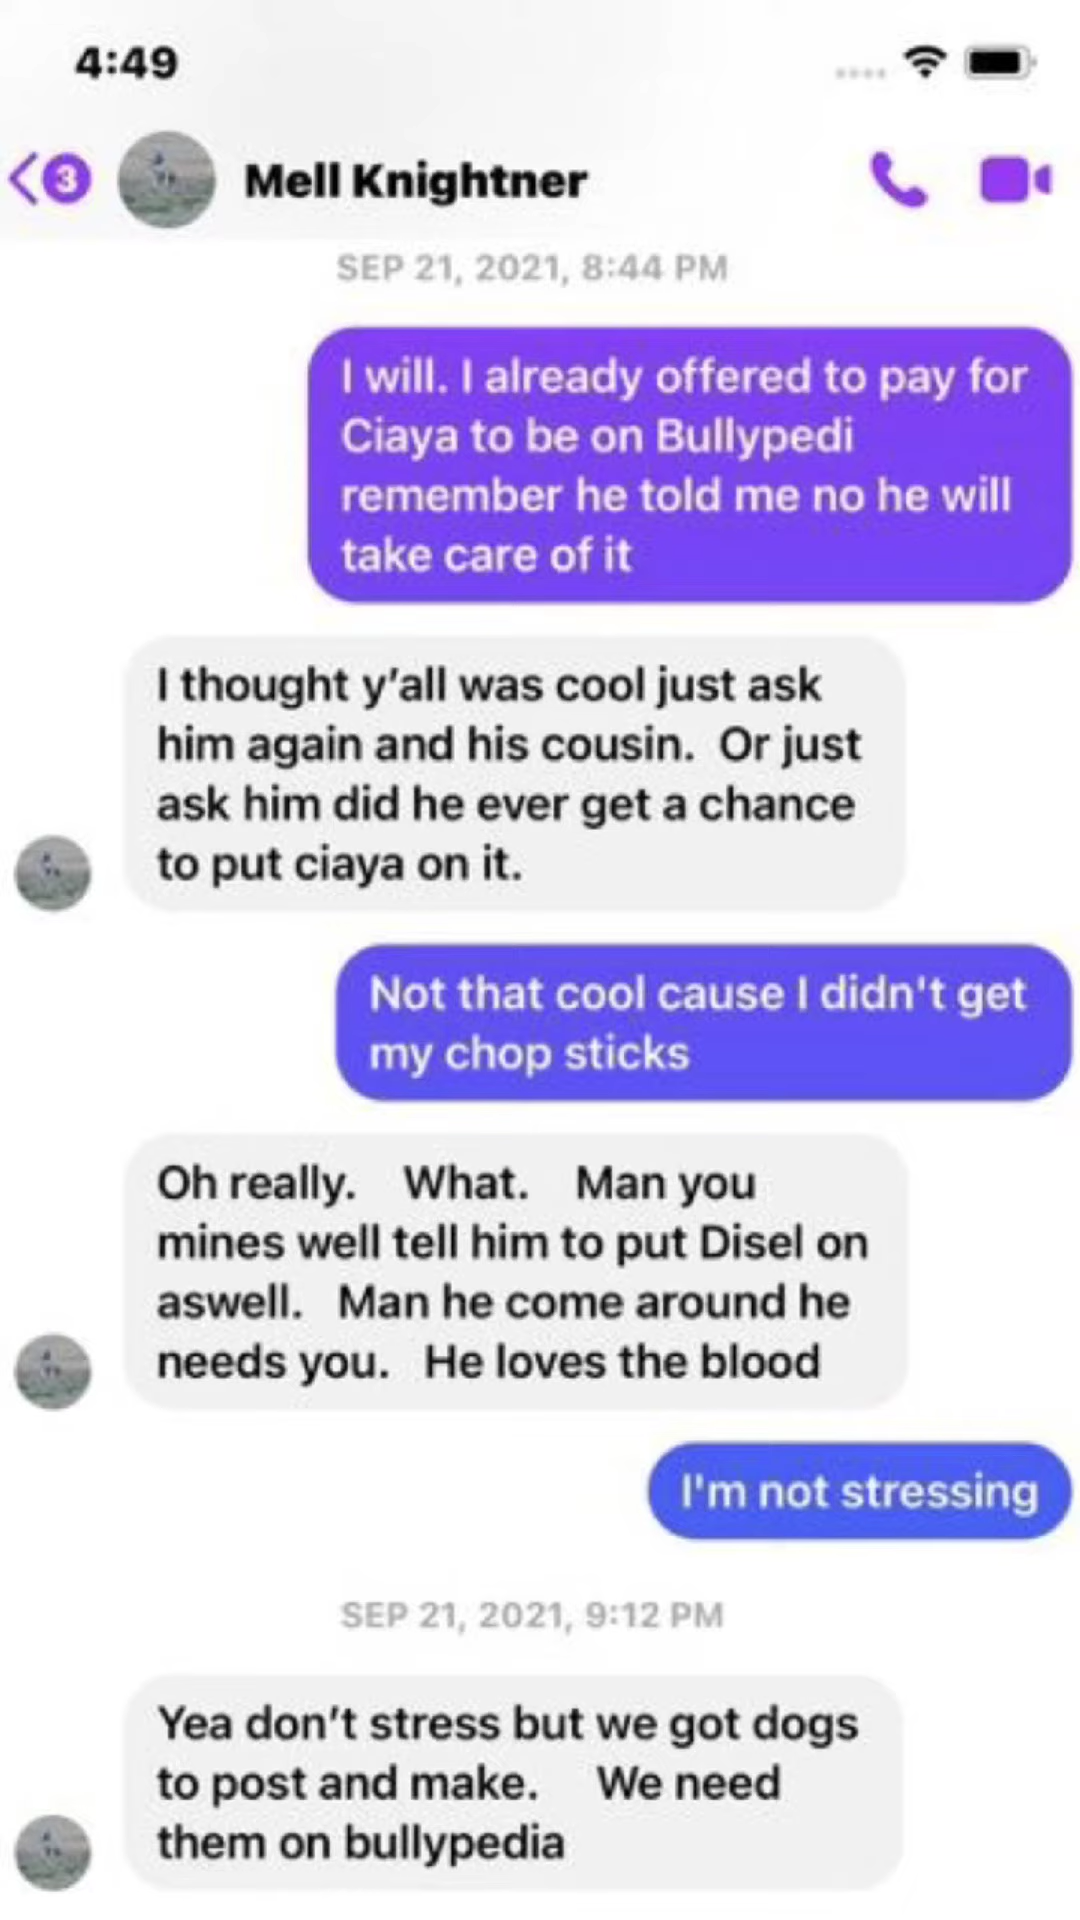 4:49
3
Mell Knightner
SEP 21, 2021, 8:44 PM
I will. I already offered to pay for
Ciaya to be on Bullypedi
remember he told me no he will
take care of it
I thought y’all was cool just ask
him again and his cousin.  Or just
ask him did he ever get a chance
to put ciaya on it.
Not that cool cause I didn't get
my chop sticks
Oh really.   What.   Man you
mines well tell him to put Disel on
aswell.   Man he come around he
needs you.   He loves the blood
I'm not stressing
SEP 21, 2021, 9:12 PM
Yea don’t stress but we got dogs
to post and make.    We need
them on bullypedia